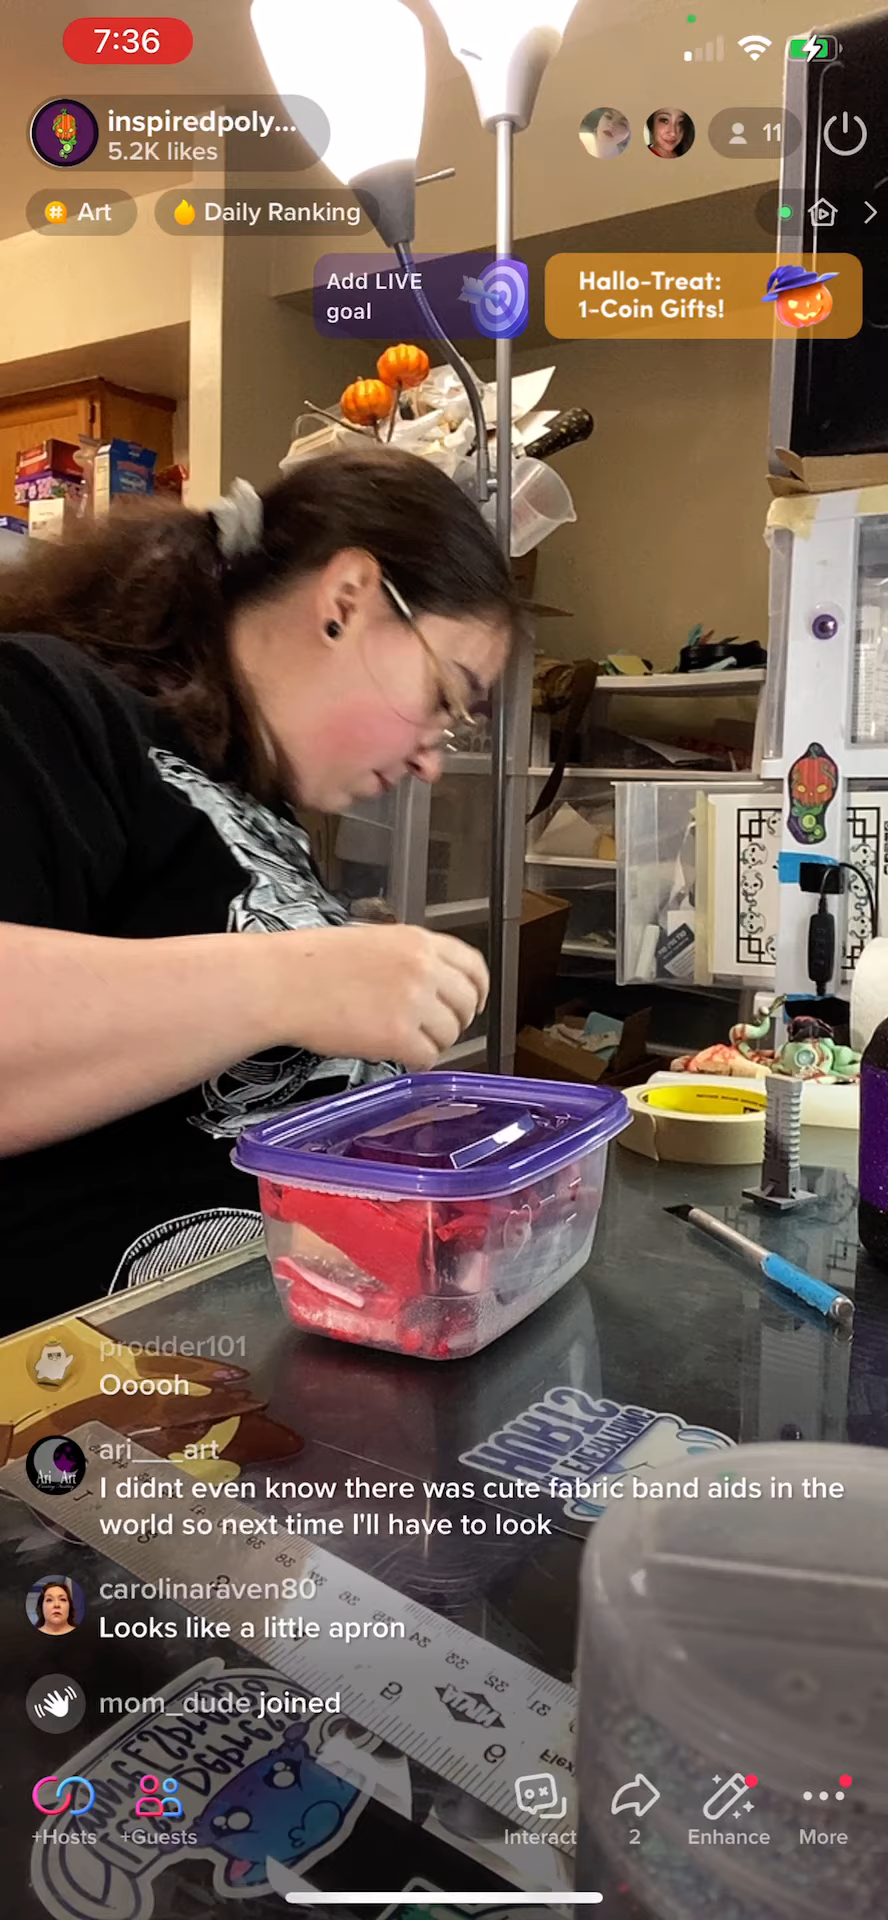 7:36
inspiredpoly...
5.2K likes
11
Art
Daily Ranking
Add LIVE
goal
Hallo-Treat:
1-Coin Gifts!
prodder101
Ooooh
ari___art
I didnt even know there was cute fabric band aids in the
world so next time I'll have to look
carolinaraven80
Looks like a little apron
mom_dude joined
+Hosts
+Guests
Interact
2
Enhance
More